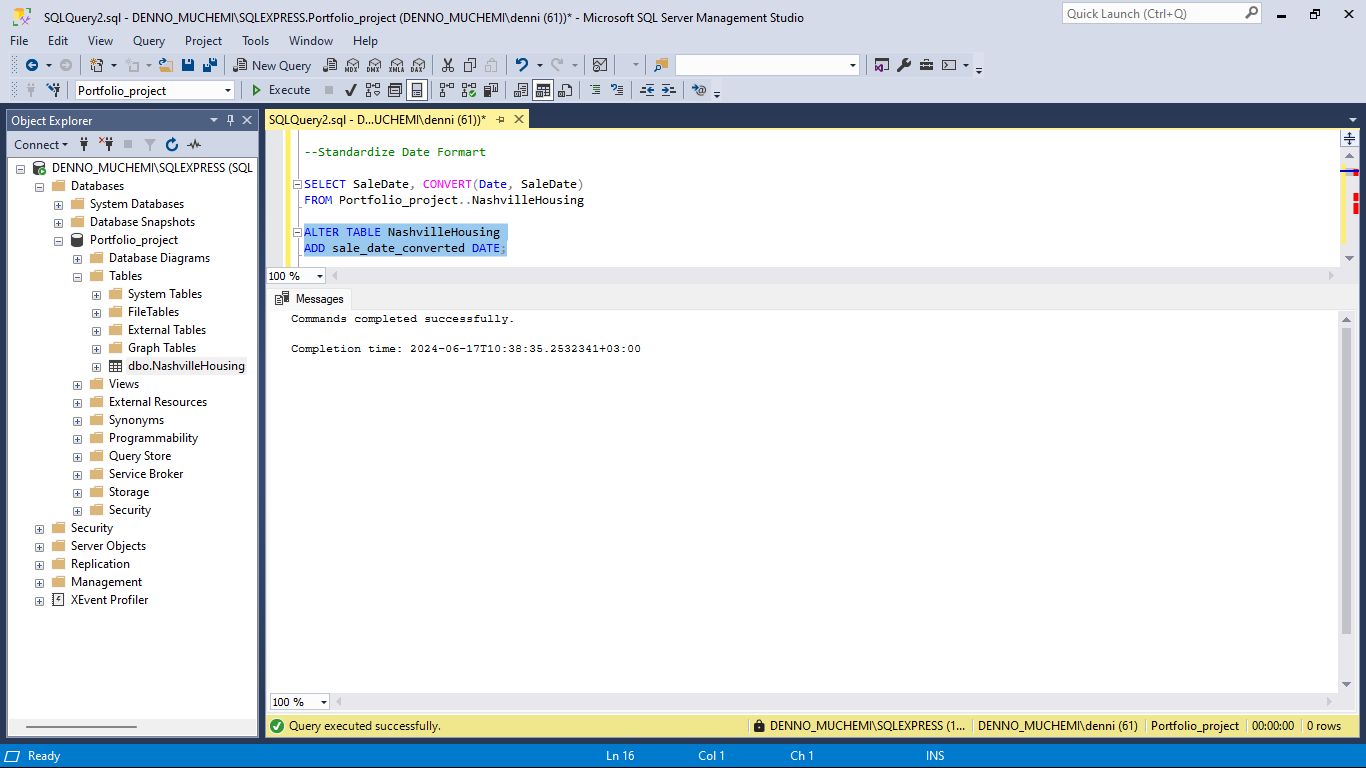 SQLQuery2.sql - DENNO_MUCHEMI\SQLEXPRESS.Portfolio_project (DENNO_MUCHEMI\denni (61))* - Microsoft SQL Server Management Studio
Quick Launch (Ctrl+Q)
File Edit View Query Project Tools Window Help
New Query MDX DMX XMLA DAX
Portfolio_project Execute
Object Explorer
Connect
DENNO_MUCHEMI\SQLEXPRESS (SQL
Databases
System Databases
Database Snapshots
Portfolio_project
Database Diagrams
Tables
System Tables
FileTables
External Tables
Graph Tables
dbo.NashvilleHousing
Views
External Resources
Synonyms
Programmability
Query Store
Service Broker
Storage
Security
Security
Server Objects
Replication
Management
XEvent Profiler
SQLQuery2.sql - D...UCHEMI\denni (61))*
--Standardize Date Formart
SELECT SaleDate, CONVERT(Date, SaleDate)
FROM Portfolio_project..NashvilleHousing
ALTER TABLE NashvilleHousing
ADD sale_date_converted DATE;
100 %
Messages
Commands completed successfully.
Completion time: 2024-06-17T10:38:35.2532341+03:00
100 %
Query executed successfully. DENNO_MUCHEMI\SQLEXPRESS (1... DENNO_MUCHEMI\denni (61) Portfolio_project 00:00:00 0 rows
Ready Ln 16 Col 1 Ch 1 INS